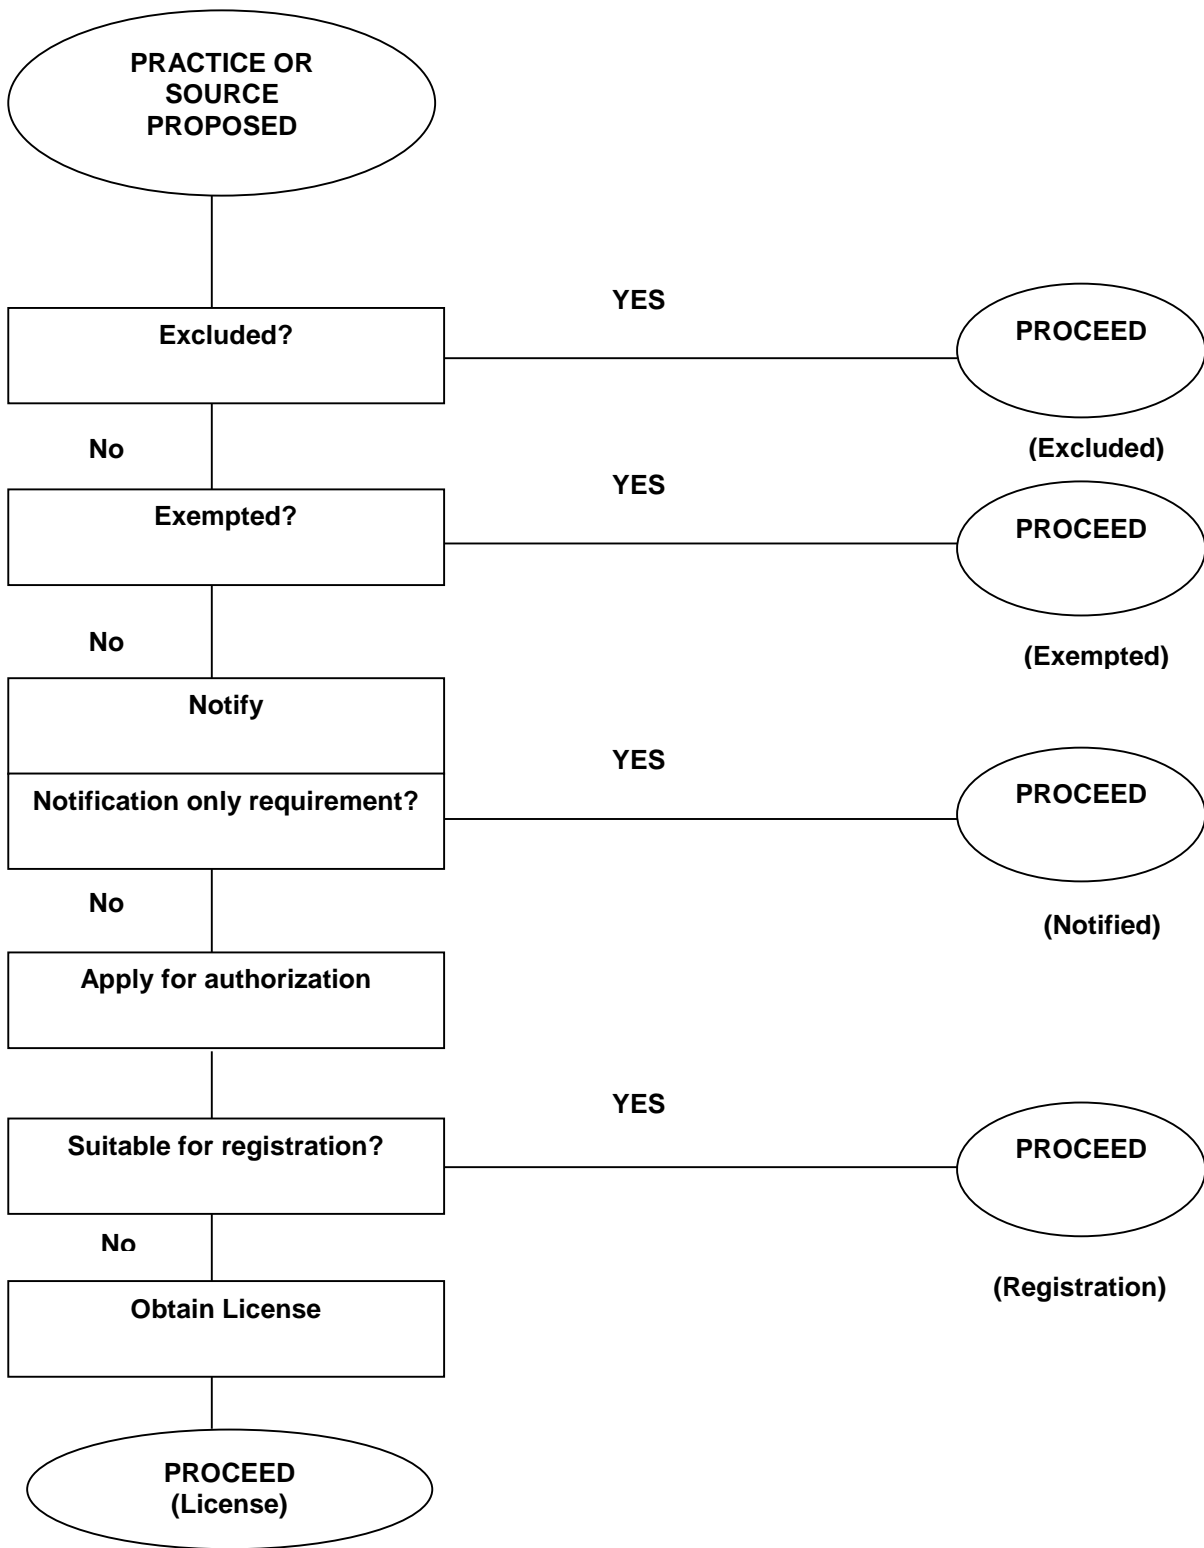 PRACTICE OR
SOURCE
PROPOSED
YES
Excluded?
PROCEED
No
(Excluded)
YES
Exempted?
PROCEED
No
(Exempted)
Notify
YES
Notification only requirement?
PROCEED
No
(Notified)
Apply for authorization
YES
Suitable for registration?
PROCEED
No
(Registration)
Obtain License
PROCEED
(License)